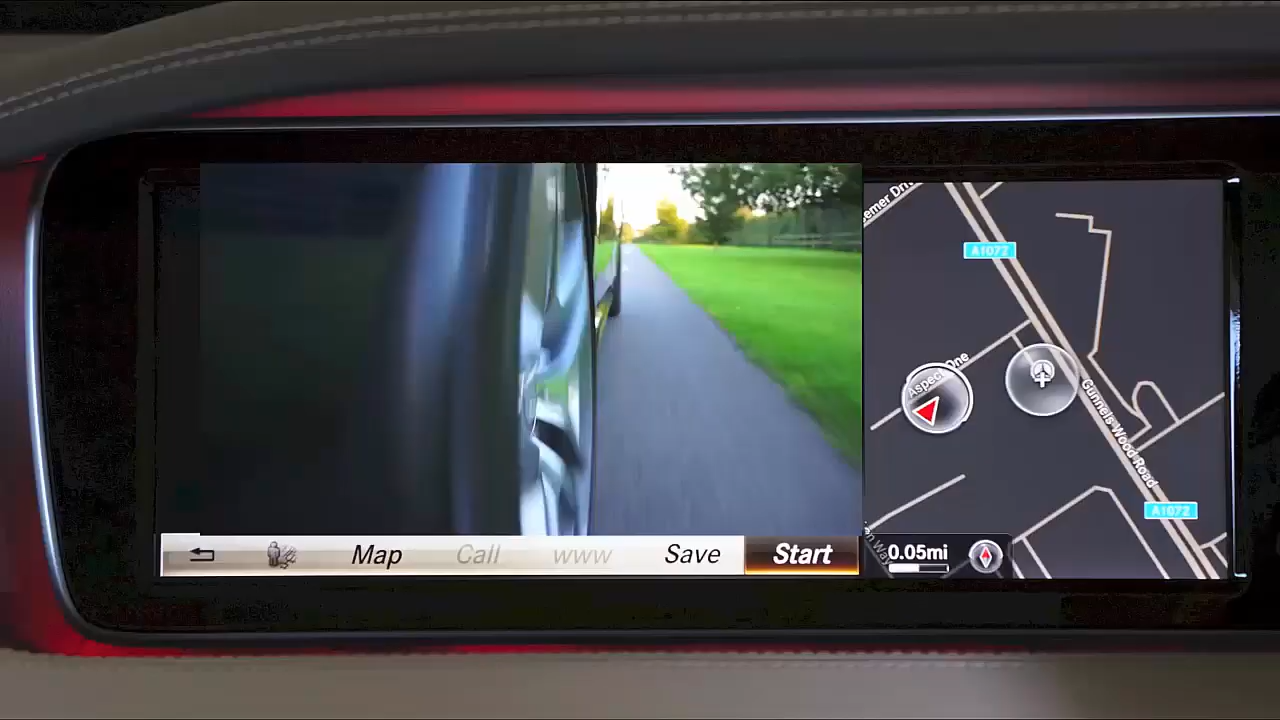 A1072
Aspect One
Gunnels Wood Road
A1072
Map Call www Save Start
0.05mi